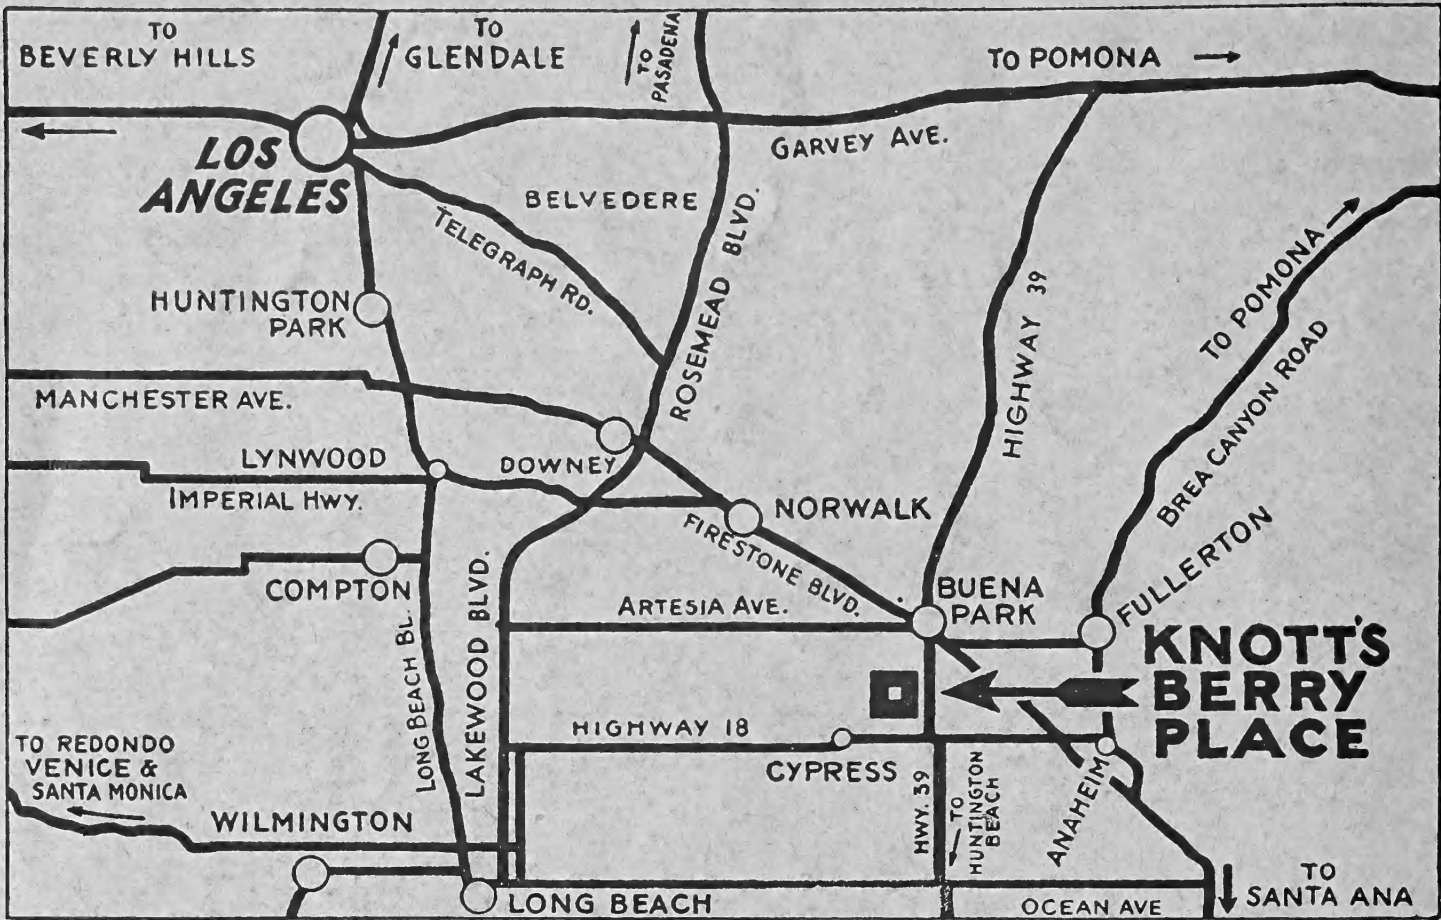 TO
BEVERLY HILLS
TO
GLENDALE
TO
PASADENA
TO POMONA
LOS
ANGELES
GARVEY AVE.
BELVEDERE
TELEGRAPH RD.
ROSEMEAD BLVD.
HIGHWAY 39
TO POMONA
BREA CANYON ROAD
HUNTINGTON
PARK
MANCHESTER AVE.
LYNWOOD
IMPERIAL HWY.
DOWNEY
NORWALK
FIRESTONE BLVD.
COMPTON
ARTESIA AVE.
BUENA
PARK
FULLERTON
LONG BEACH BL.
LAKEWOOD BLVD.
KNOTT'S
BERRY
PLACE
HIGHWAY 18
CYPRESS
HWY. 39
TO
HUNTINGTON
BEACH
ANAHEIM
TO REDONDO
VENICE &
SANTA MONICA
WILMINGTON
LONG BEACH
OCEAN AVE
TO
SANTA ANA